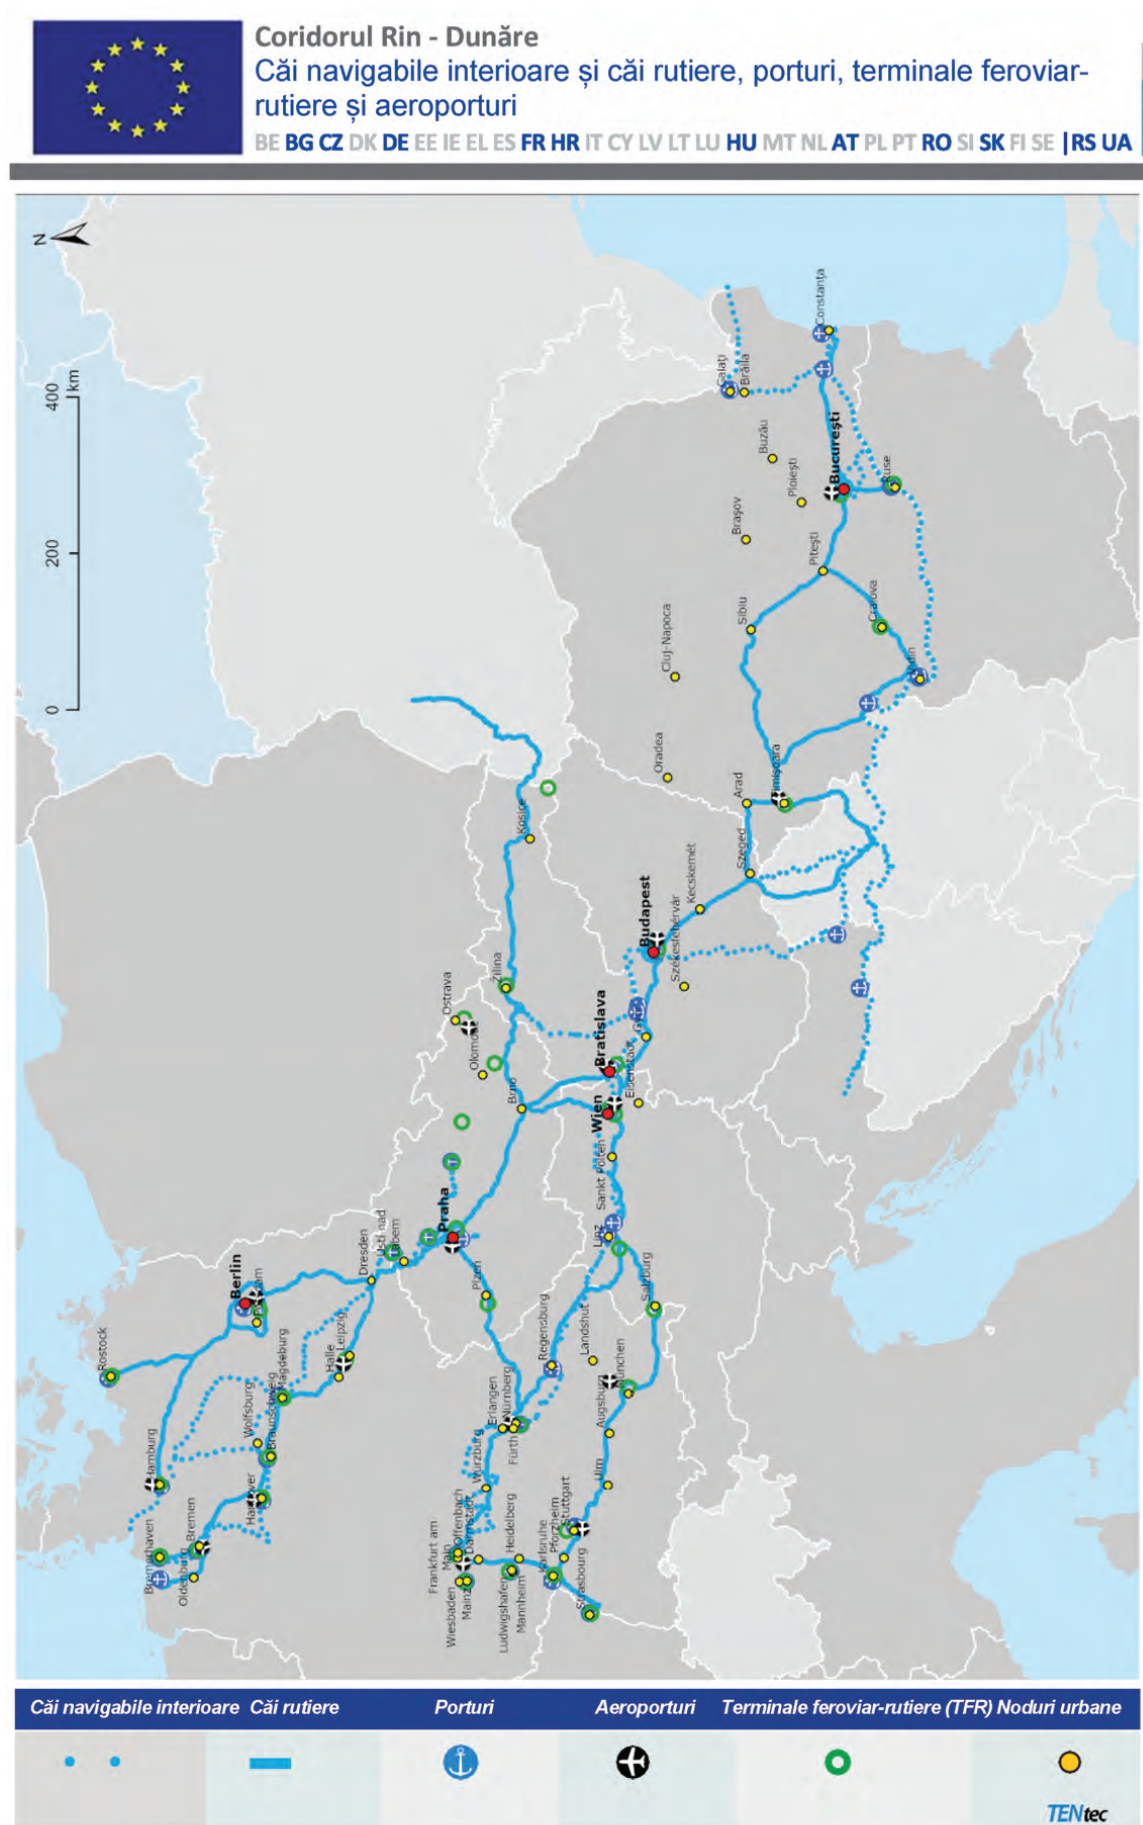 Coridorul Rin - Dunăre
Căi navigabile interioare și căi rutiere, porturi, terminale feroviar-
rutiere și aeroporturi
BE BG CZ DK DE EE IE EL ES FR HR IT CY LV LT LU HU MT NL AT PL PT RO SI SK FI SE |RS UA
N
0
200
400
km
Rostock
Berlin
Hamburg
Bremerhaven
Oldenburg
Bremen
Wolfsburg
Braunschweig
Magdeburg
Halle
Leipzig
Dresden
Ústí nad
Labem
Praha
Plzen
Ostrava
Olomouc
Brno
Žilina
Kosice
Frankfurt am
Main
Offenbach
Darmstadt
Wiesbaden
Mainz
Würzburg
Erlangen
Nürnberg
Fürth
Regensburg
Ludwigshafen
Mannheim
Heidelberg
Karlsruhe
Pforzheim
Stuttgart
Strasbourg
Ulm
Augsburg
München
Landshut
Salzburg
Linz
Sankt Pölten
Wien
Eisenstadt
Bratislava
Budapest
Székesfehérvár
Kecskemét
Szeged
Arad
Timișoara
Oradea
Cluj-Napoca
Sibiu
Brașov
Pitești
Ploiești
Buzău
Galați
Brăila
București
Constanța
Craiova
Vidin
Ruse
Căi navigabile interioare Căi rutiere Porturi Aeroporturi Terminale feroviar-rutiere (TFR) Noduri urbane
TENtec